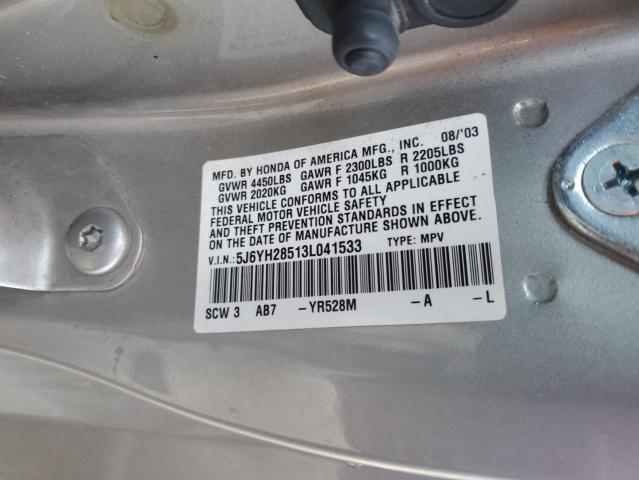 MFD. BY HONDA OF AMERICA MFG., INC. 08/'03
GVWR 4450LBS GAWR F 2300LBS R 2205LBS
GVWR 2020KG GAWR F 1045KG R 1000KG
THIS VEHICLE CONFORMS TO ALL APPLICABLE
FEDERAL MOTOR VEHICLE SAFETY
AND THEFT PREVENTION STANDARDS IN EFFECT
ON THE DATE OF MANUFACTURE SHOWN ABOVE.
V.I.N.:5J6YH28513L041533 TYPE: MPV
SCW 3 AB7 -YR528M -A -L